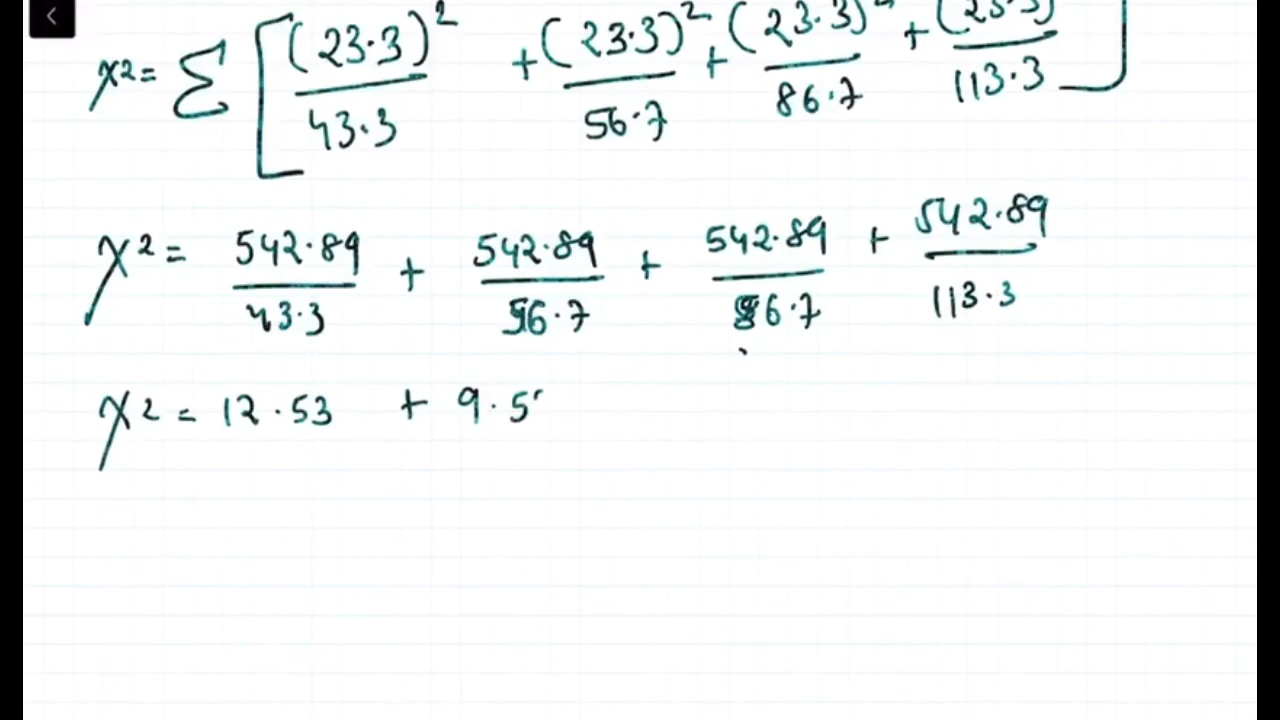 χ² = Σ [ (23.3)²/43.3 + (23.3)²/56.7 + (23.3)²/86.7 + (23.3)/113.3 ]
χ² = 542.89/43.3 + 542.89/56.7 + 542.89/86.7 + 542.89/113.3
χ² = 12.53 + 9.5